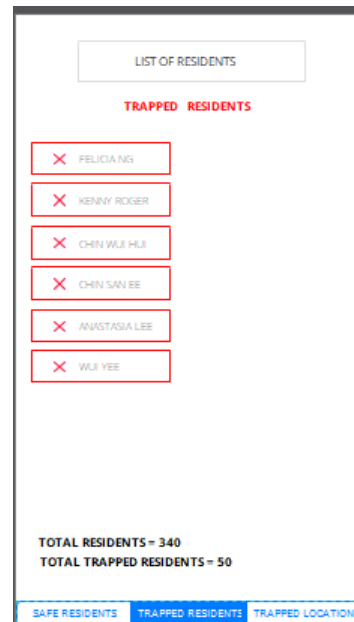 LIST OF RESIDENTS
TRAPPED RESIDENTS
FELICIA NG
KENNY ROGER
CHIN WUI HUI
CHIN SAN EE
ANASTASIA LEE
WUI YEE
TOTAL RESIDENTS = 340
TOTAL TRAPPED RESIDENTS = 50
SAFE RESIDENTS TRAPPED RESIDENTS TRAPPED LOCATION